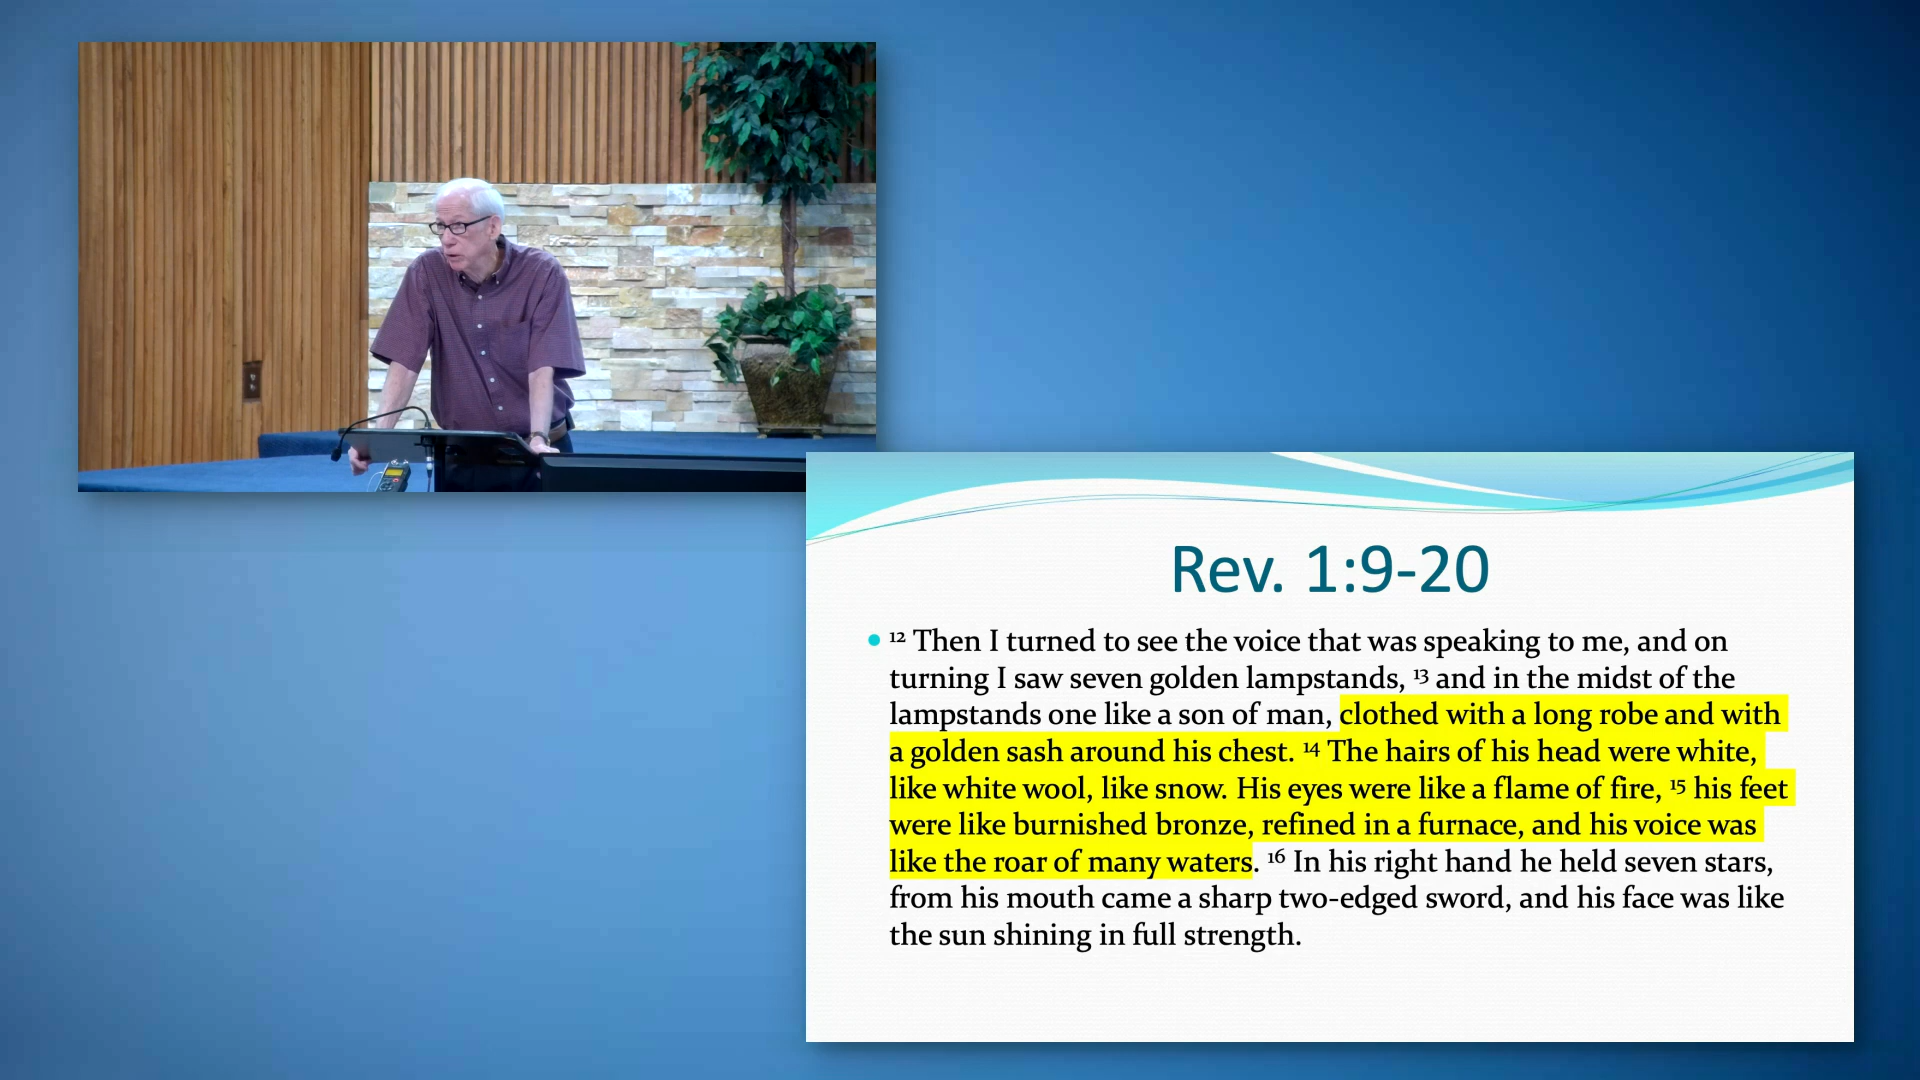 Rev. 1:9-20
• ¹² Then I turned to see the voice that was speaking to me, and on
turning I saw seven golden lampstands, ¹³ and in the midst of the
lampstands one like a son of man, clothed with a long robe and with
a golden sash around his chest. ¹⁴ The hairs of his head were white,
like white wool, like snow. His eyes were like a flame of fire, ¹⁵ his feet
were like burnished bronze, refined in a furnace, and his voice was
like the roar of many waters. ¹⁶ In his right hand he held seven stars,
from his mouth came a sharp two-edged sword, and his face was like
the sun shining in full strength.